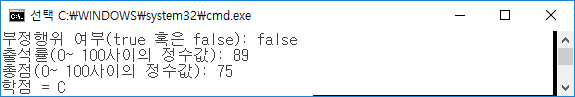 선택 C:₩WINDOWS₩system32₩cmd.exe
부정행위 여부(true 혹은 false): false
출석률(0~ 100사이의 정수값): 89
총점(0~ 100사이의 정수값): 75
학점 = C